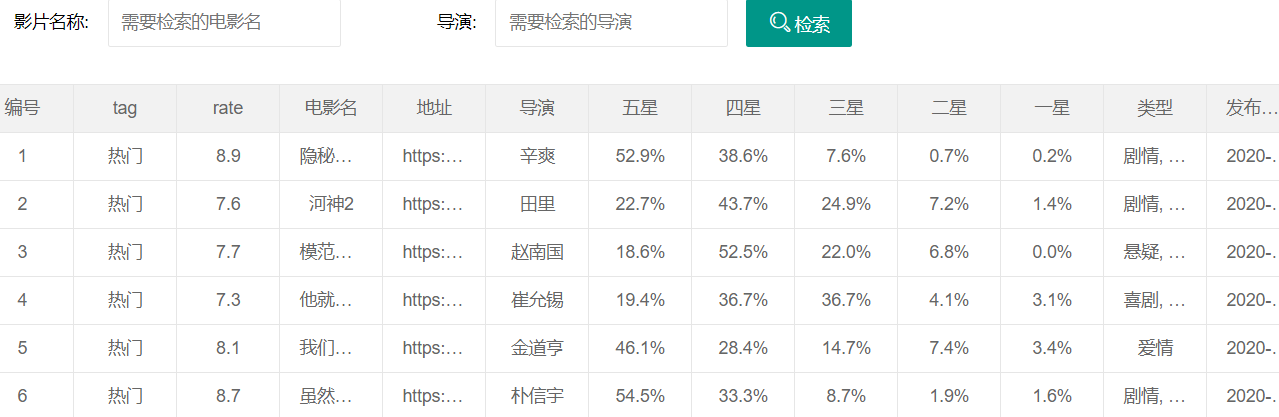 影片名称: 需要检索的电影名 导演: 需要检索的导演 检索
编号 tag rate 电影名 地址 导演 五星 四星 三星 二星 一星 类型 发布...
1 热门 8.9 隐秘... https:... 辛爽 52.9% 38.6% 7.6% 0.7% 0.2% 剧情, ... 2020-...
2 热门 7.6 河神2 https:... 田里 22.7% 43.7% 24.9% 7.2% 1.4% 剧情, ... 2020-...
3 热门 7.7 模范... https:... 赵南国 18.6% 52.5% 22.0% 6.8% 0.0% 悬疑, ... 2020-...
4 热门 7.3 他就... https:... 崔允锡 19.4% 36.7% 36.7% 4.1% 3.1% 喜剧, ... 2020-...
5 热门 8.1 我们... https:... 金道亨 46.1% 28.4% 14.7% 7.4% 3.4% 爱情 2020-...
6 热门 8.7 虽然... https:... 朴信宇 54.5% 33.3% 8.7% 1.9% 1.6% 剧情, ... 2020-...